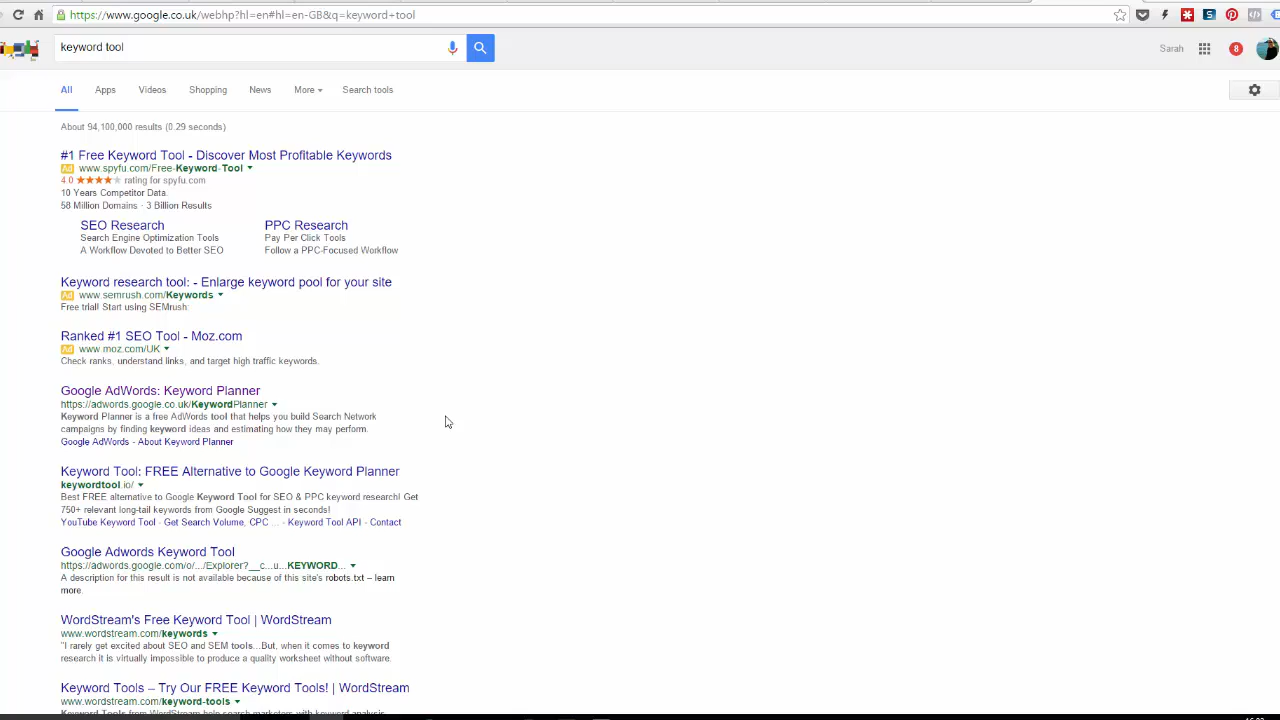 https://www.google.co.uk/webhp?hl=en#hl=en-GB&q=keyword+tool
keyword tool
Sarah
8
All Apps Videos Shopping News More Search tools
About 94,100,000 results (0.29 seconds)
#1 Free Keyword Tool - Discover Most Profitable Keywords
Ad www.spyfu.com/Free-Keyword-Tool
4.0 rating for spyfu.com
10 Years Competitor Data.
58 Million Domains · 3 Billion Results
SEO Research PPC Research
Search Engine Optimization Tools Pay Per Click Tools
A Workflow Devoted to Better SEO Follow a PPC-Focused Workflow
Keyword research tool: - Enlarge keyword pool for your site
Ad www.semrush.com/Keywords
Free trial! Start using SEMrush:
Ranked #1 SEO Tool - Moz.com
Ad www.moz.com/UK
Check ranks, understand links, and target high traffic keywords.
Google AdWords: Keyword Planner
https://adwords.google.co.uk/KeywordPlanner
Keyword Planner is a free AdWords tool that helps you build Search Network
campaigns by finding keyword ideas and estimating how they may perform.
Google AdWords - About Keyword Planner
Keyword Tool: FREE Alternative to Google Keyword Planner
keywordtool.io/
Best FREE alternative to Google Keyword Tool for SEO & PPC keyword research! Get
750+ relevant long-tail keywords from Google Suggest in seconds!
YouTube Keyword Tool - Get Search Volume, CPC ... - Keyword Tool API - Contact
Google Adwords Keyword Tool
https://adwords.google.com/o/.../Explorer?__c...u...KEYWORD...
A description for this result is not available because of this site's robots.txt – learn
more.
WordStream's Free Keyword Tool | WordStream
www.wordstream.com/keywords
"I rarely get excited about SEO and SEM tools...But, when it comes to keyword
research it is virtually impossible to produce a quality worksheet without software.
Keyword Tools – Try Our FREE Keyword Tools! | WordStream
www.wordstream.com/keyword-tools
Keyword Tools from WordStream help search marketers with keyword analysis